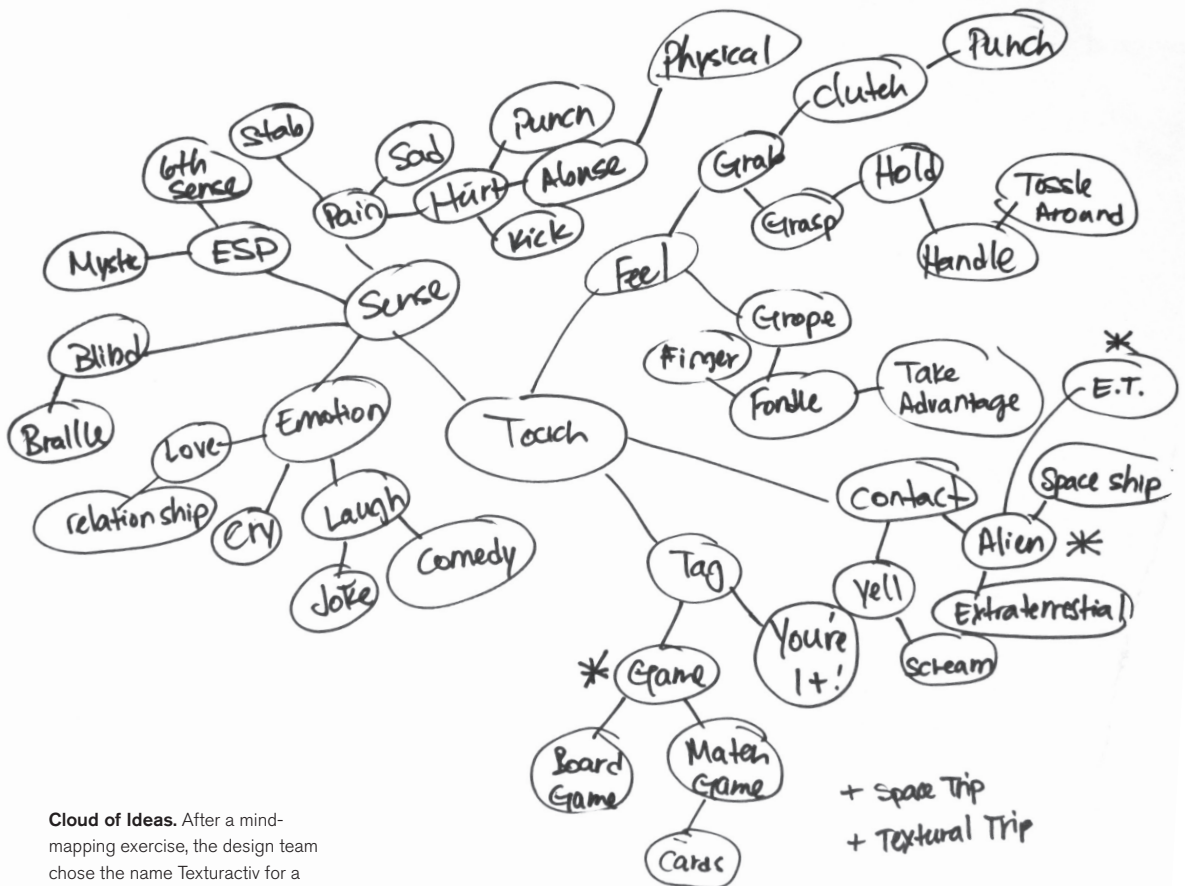 Physical
Punch
Clutch
Stab
Punch
Sad
6th
sense
Grab
Hold
Abuse
Tossle
Around
Pain
Hurt
Grasp
Kick
Mystc
ESP
Handle
Feel
Sense
Grope
Blibd
Finger
E.T.
Take
Advantage
Fondle
Emotion
Braille
Love
Touch
Contact
Space ship
relationship
Laugh
Cry
Alien
Comedy
Tag
Yell
Joke
Extraterrestial
You're
It!
Scream
Game
Board
Game
Match
Game
+ Space Trip
+ Textural Trip
Cards
Cloud of Ideas. After a mind-
mapping exercise, the design team
chose the name Texturactiv for a